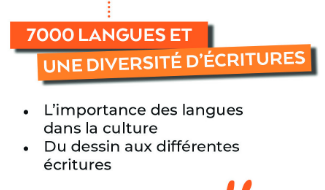 7000 LANGUES ET
UNE DIVERSITÉ D'ÉCRITURES
• L'importance des langues
dans la culture
• Du dessin aux différentes
écritures